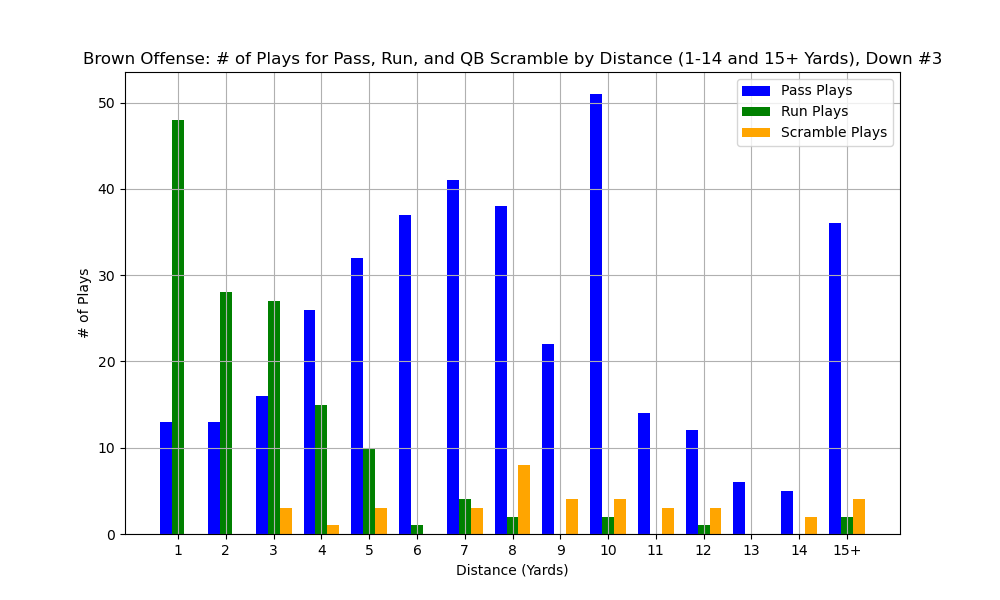 Brown Offense: # of Plays for Pass, Run, and QB Scramble by Distance (1-14 and 15+ Yards), Down #3
Pass Plays
Run Plays
Scramble Plays
# of Plays
50
40
30
20
10
0
1 2 3 4 5 6 7 8 9 10 11 12 13 14 15+
Distance (Yards)